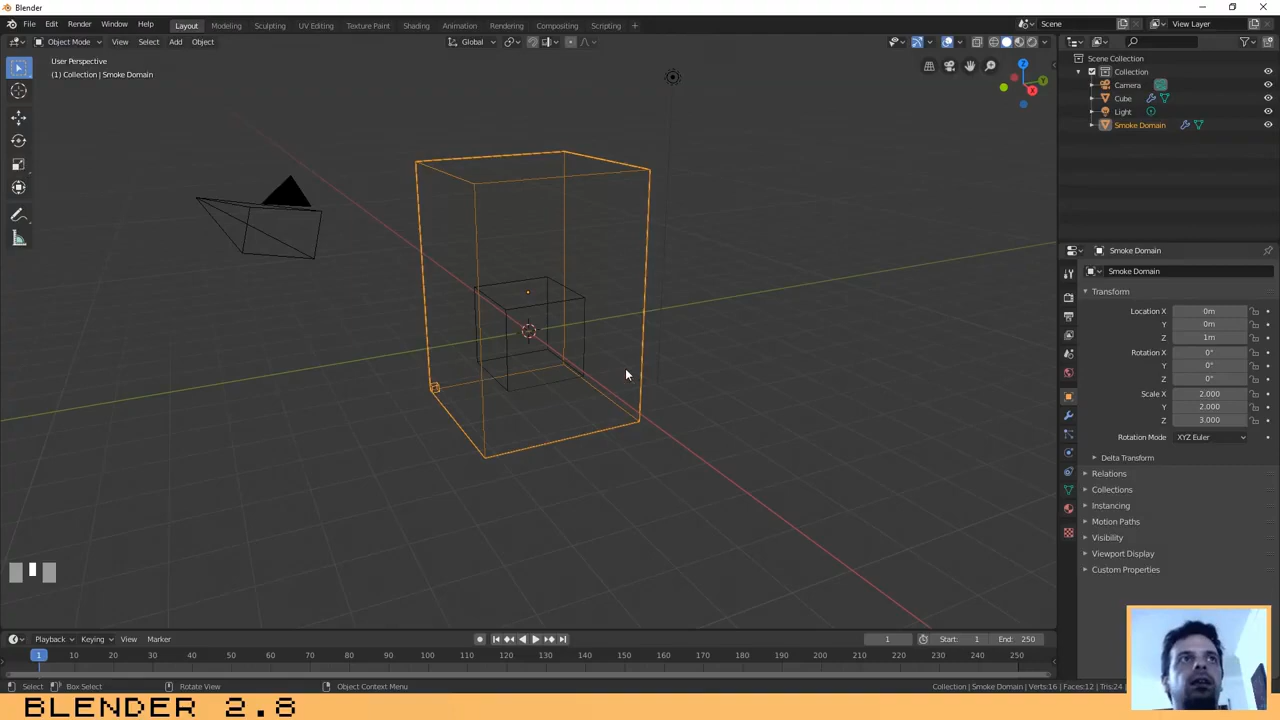 Blender
File Edit Render Window Help Layout Modeling Sculpting UV Editing Texture Paint Shading Animation Rendering Compositing Scripting + Scene View Layer
Object Mode View Select Add Object Global
User Perspective
(1) Collection | Smoke Domain
Z
Y
X
Scene Collection
Collection
Camera
Cube
Light
Smoke Domain
Smoke Domain
Smoke Domain
Transform
Location X 0m
Y 0m
Z 1m
Rotation X 0°
Y 0°
Z 0°
Scale X 2.000
Y 2.000
Z 3.000
Rotation Mode XYZ Euler
Delta Transform
Relations
Collections
Instancing
Motion Paths
Visibility
Viewport Display
Custom Properties
Playback Keying View Marker 1 Start: 1 End: 250
1 10 20 30 40 50 60 70 80 90 100 110 120 130 140 150 160 170 180 190 200 210 220 230 240 250
Select Box Select Rotate View Object Context Menu Collection | Smoke Domain | Verts:16 | Faces:12 | Tris:24
BLENDER 2.8